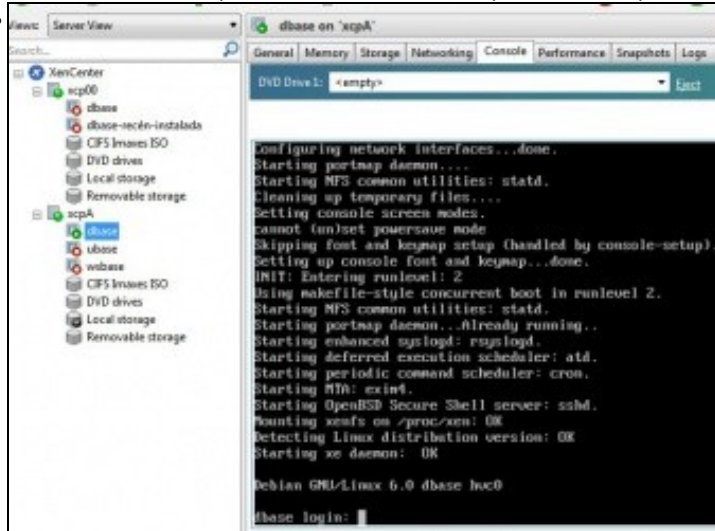 Views: Server View
dbase on 'xcpA'
Search...
General Memory Storage Networking Console Performance Snapshots Logs
XenCenter
DVD Drive 1: <empty> Eject
xcp00
dbase
dbase-recén-instalada
CIFS Imaxes ISO
DVD drives
Local storage
Removable storage
xcpA
dbase
ubase
wsbase
CIFS Imaxes ISO
DVD drives
Local storage
Removable storage
Configuring network interfaces...done.
Starting portmap daemon....
Starting NFS common utilities: statd.
Cleaning up temporary files....
Setting console screen modes.
cannot (un)set powersave mode
Skipping font and keymap setup (handled by console-setup).
Setting up console font and keymap...done.
INIT: Entering runlevel: 2
Using makefile-style concurrent boot in runlevel 2.
Starting NFS common utilities: statd.
Starting portmap daemon...Already running..
Starting enhanced syslogd: rsyslogd.
Starting deferred execution scheduler: atd.
Starting periodic command scheduler: cron.
Starting MTA: exim4.
Starting OpenBSD Secure Shell server: sshd.
Mounting xenfs on /proc/xen: OK
Detecting Linux distribution version: OK
Starting xe daemon:  OK
Debian GNU/Linux 6.0 dbase hvc0
dbase login: